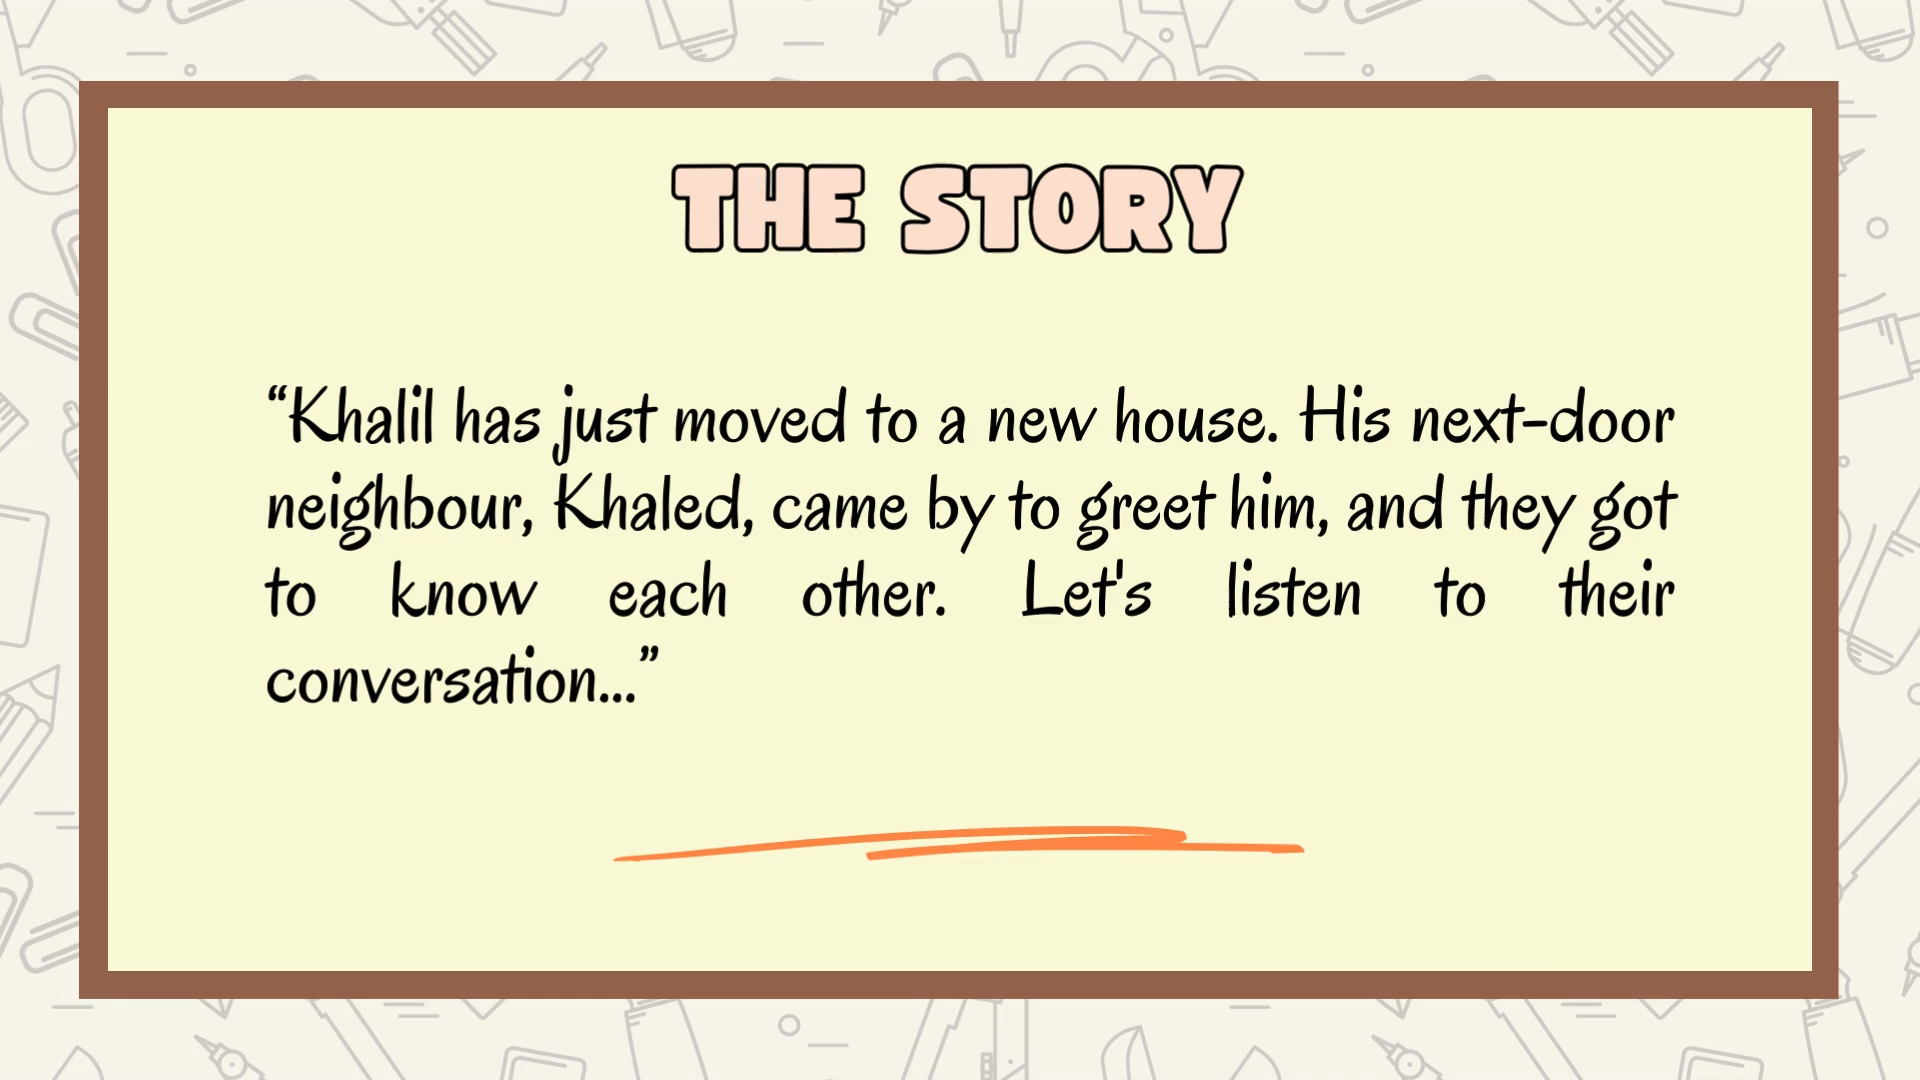 THE STORY
“Khalil has just moved to a new house. His next-door
neighbour, Khaled, came by to greet him, and they got
to know each other. Let's listen to their
conversation...”